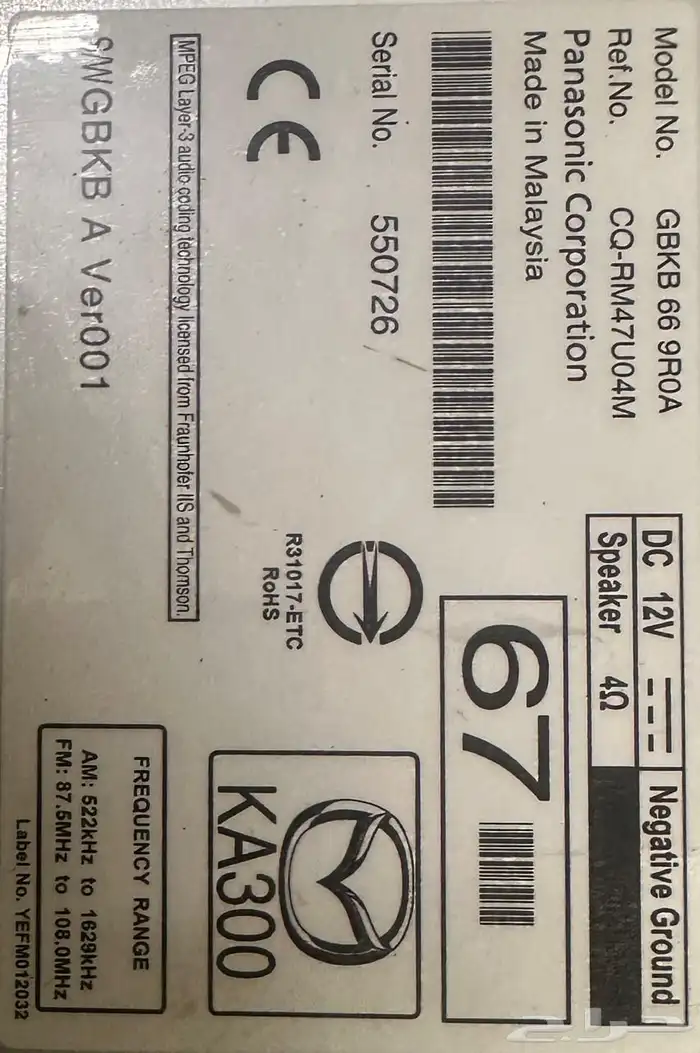 Model No. GBKB 66 9R0A
Ref.No. CQ-RM47U04M
Panasonic Corporation
Made in Malaysia
Serial No. 550726
CE
MPEG Layer-3 audio coding technology licensed from Fraunhofer IIS and Thomson.
SWGBKB A Ver001
DC 12V
Negative Ground
Speaker 4Ω
67
R31017-ETC
RoHS
KA300
FREQUENCY RANGE
AM: 522kHz to 1629kHz
FM: 87.5MHz to 108.0MHz
Label No. YEFM012032